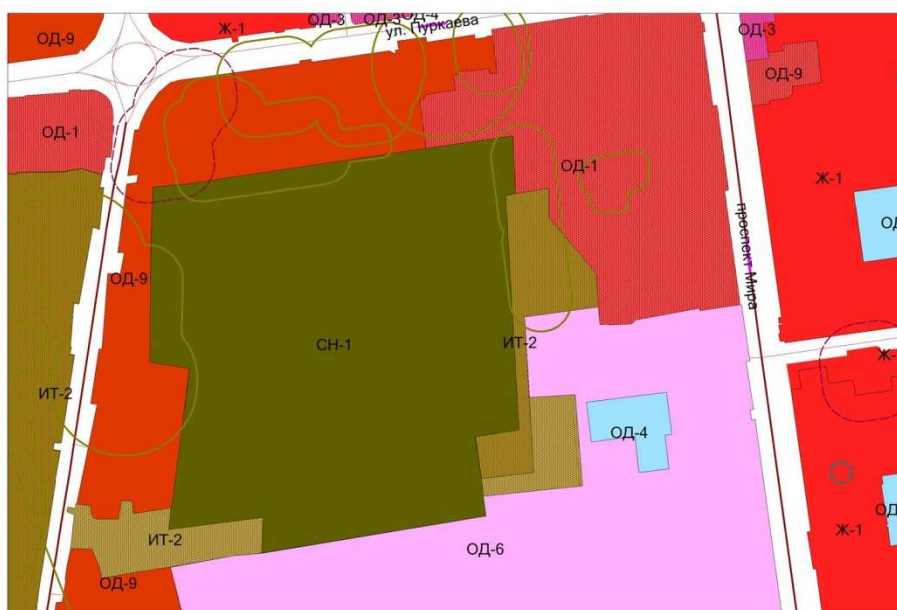 ОД-3
ОД-3
ОД-4
ОД-9
Ж-1
ул. Пуркаева
ОД-3
ОД-9
ОД-1
ОД-1
Ж-1
проспект Мира
ОД-9
СН-1
ИТ-2
ИТ-2
ОД-4
ИТ-2
ОД-6
ОД-9
Ж-1